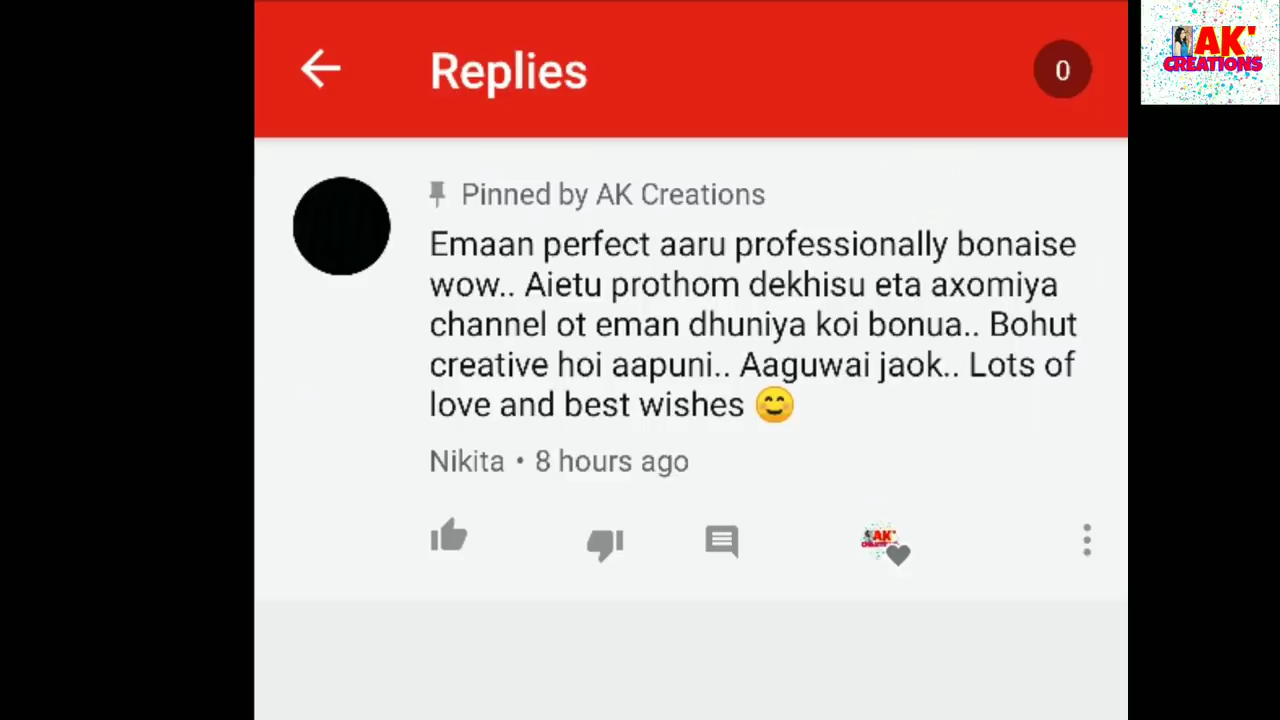 Replies
0
AK'
CREATIONS
Pinned by AK Creations
Emaan perfect aaru professionally bonaise
wow.. Aietu prothom dekhisu eta axomiya
channel ot eman dhuniya koi bonua.. Bohut
creative hoi aapuni.. Aaguwai jaok.. Lots of
love and best wishes 😊
Nikita • 8 hours ago
AK'